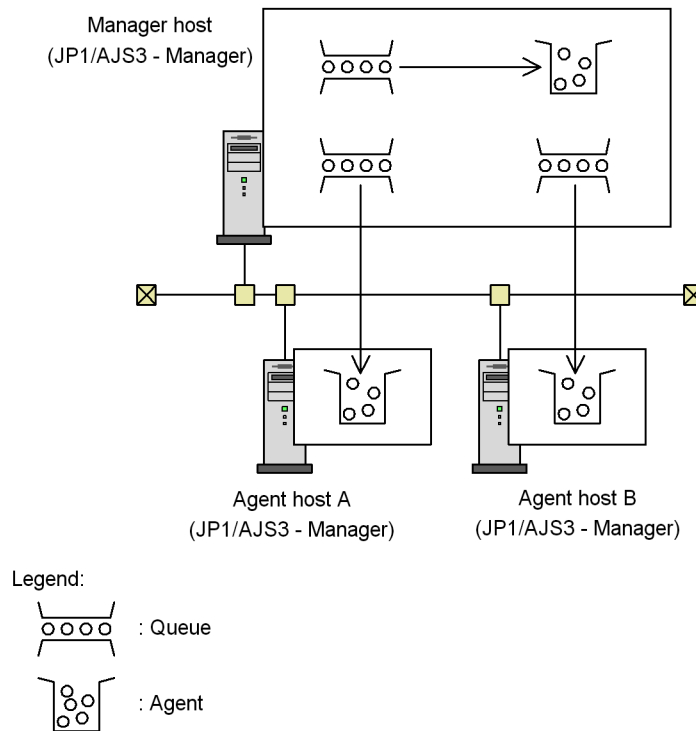 Manager host
(JP1/AJS3 - Manager)
Agent host A
(JP1/AJS3 - Manager)
Agent host B
(JP1/AJS3 - Manager)
Legend:
: Queue
: Agent